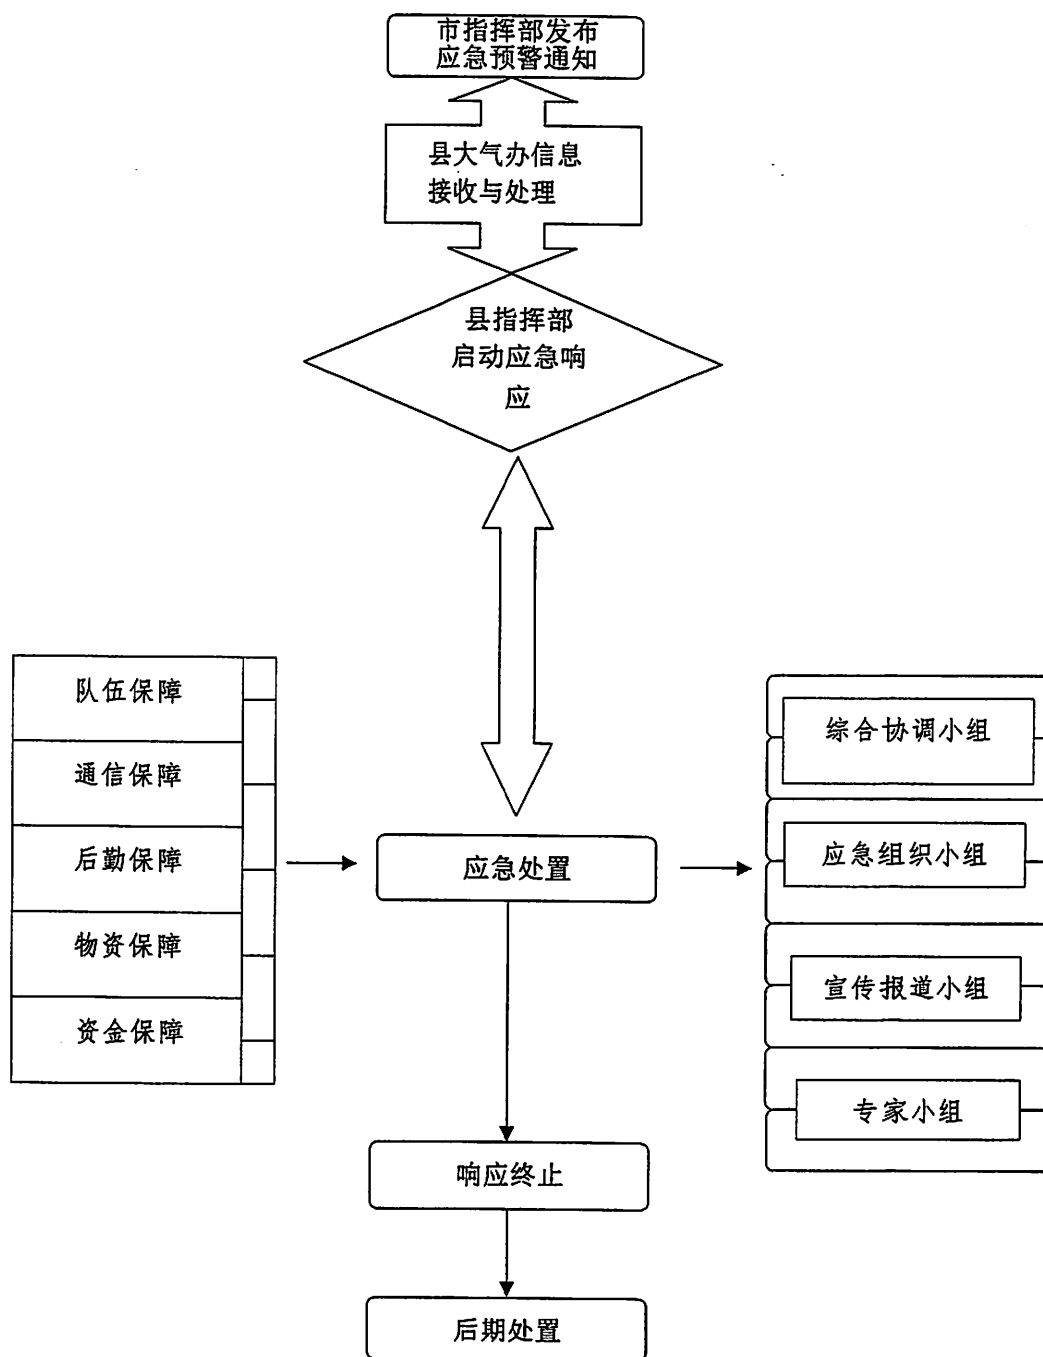 市指挥部发布
应急预警通知
县大气办信息
接收与处理
县指挥部
启动应急响
应
队伍保障
通信保障
后勤保障
物资保障
资金保障
应急处置
综合协调小组
应急组织小组
宣传报道小组
专家小组
响应终止
后期处置